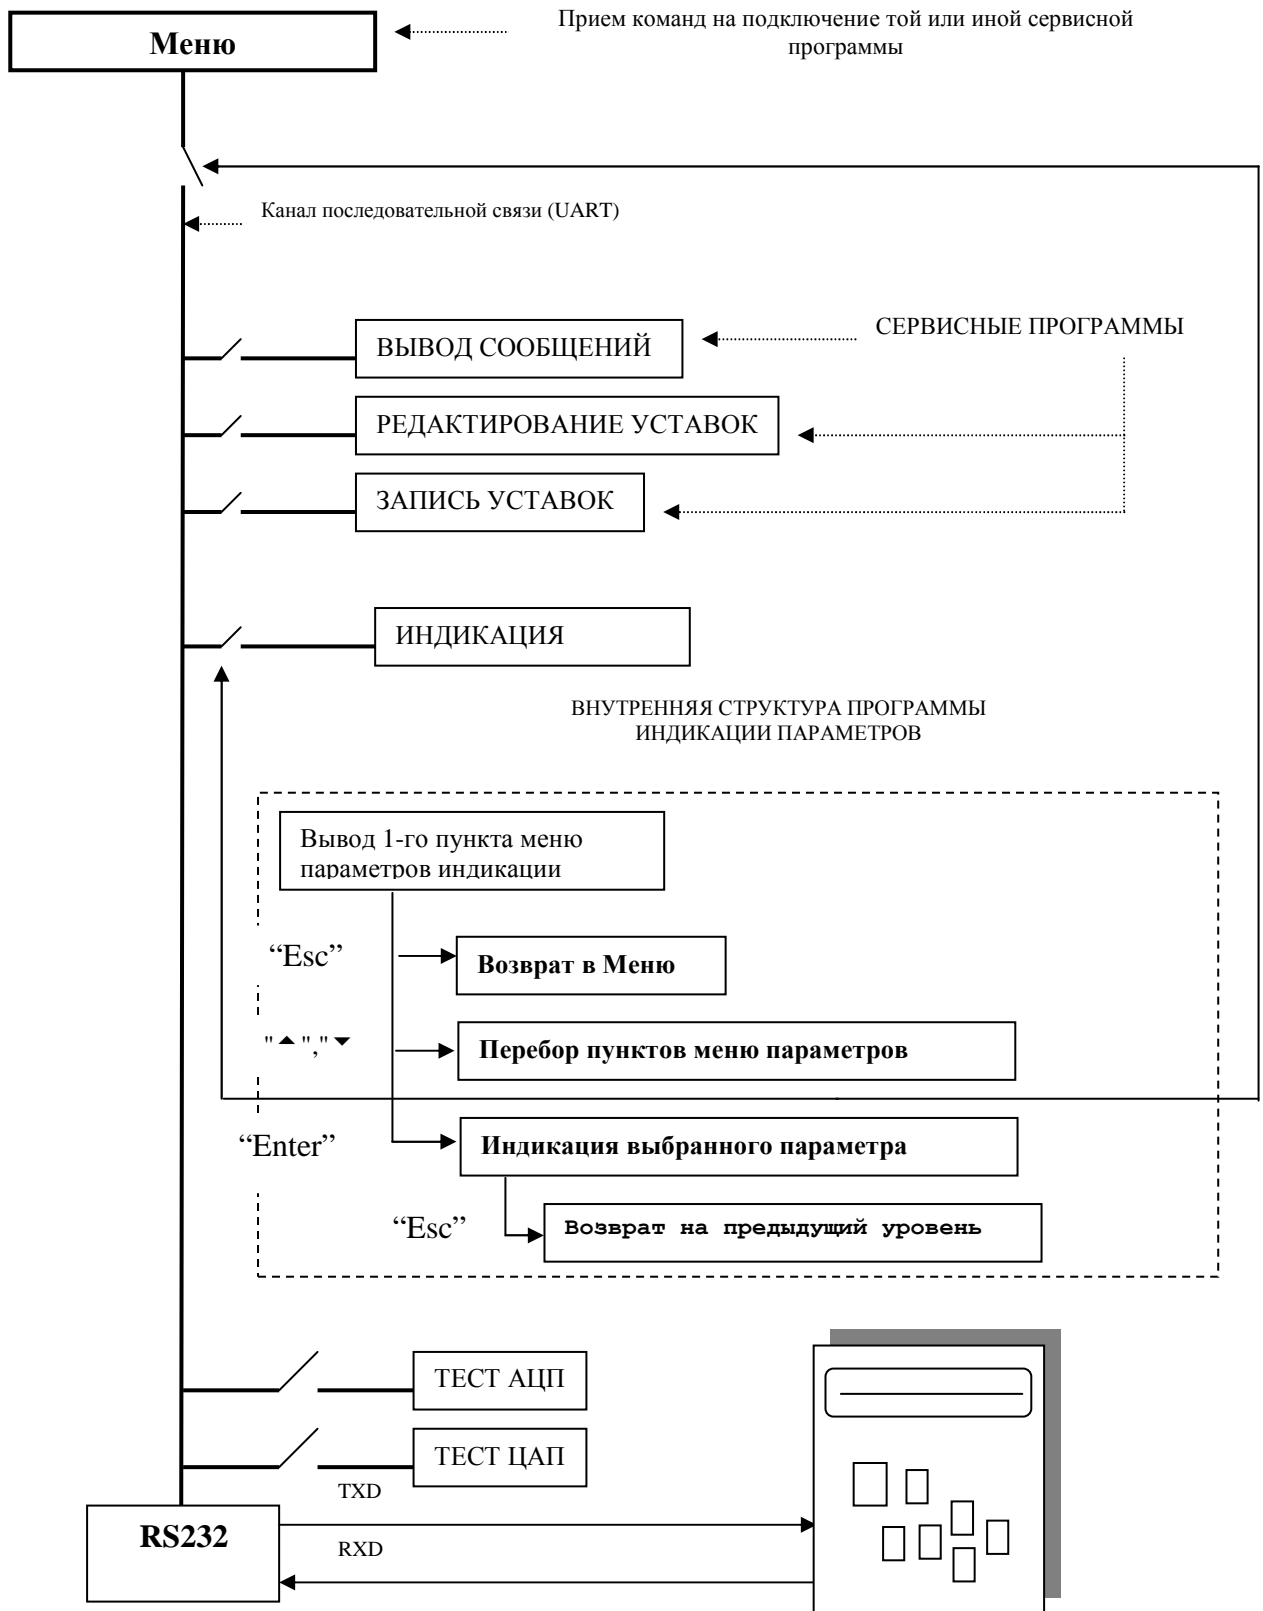 Меню
Прием команд на подключение той или иной сервисной
программы
Канал последовательной связи (UART)
СЕРВИСНЫЕ ПРОГРАММЫ
ВЫВОД СООБЩЕНИЙ
РЕДАКТИРОВАНИЕ УСТАВОК
ЗАПИСЬ УСТАВОК
ИНДИКАЦИЯ
ВНУТРЕННЯЯ СТРУКТУРА ПРОГРАММЫ
ИНДИКАЦИИ ПАРАМЕТРОВ
Вывод 1-го пункта меню
параметров индикации
“Esc”
Возврат в Меню
"▲","▼
Перебор пунктов меню параметров
“Enter”
Индикация выбранного параметра
“Esc”
Возврат на предыдущий уровень
ТЕСТ АЦП
ТЕСТ ЦАП
TXD
RS232
RXD